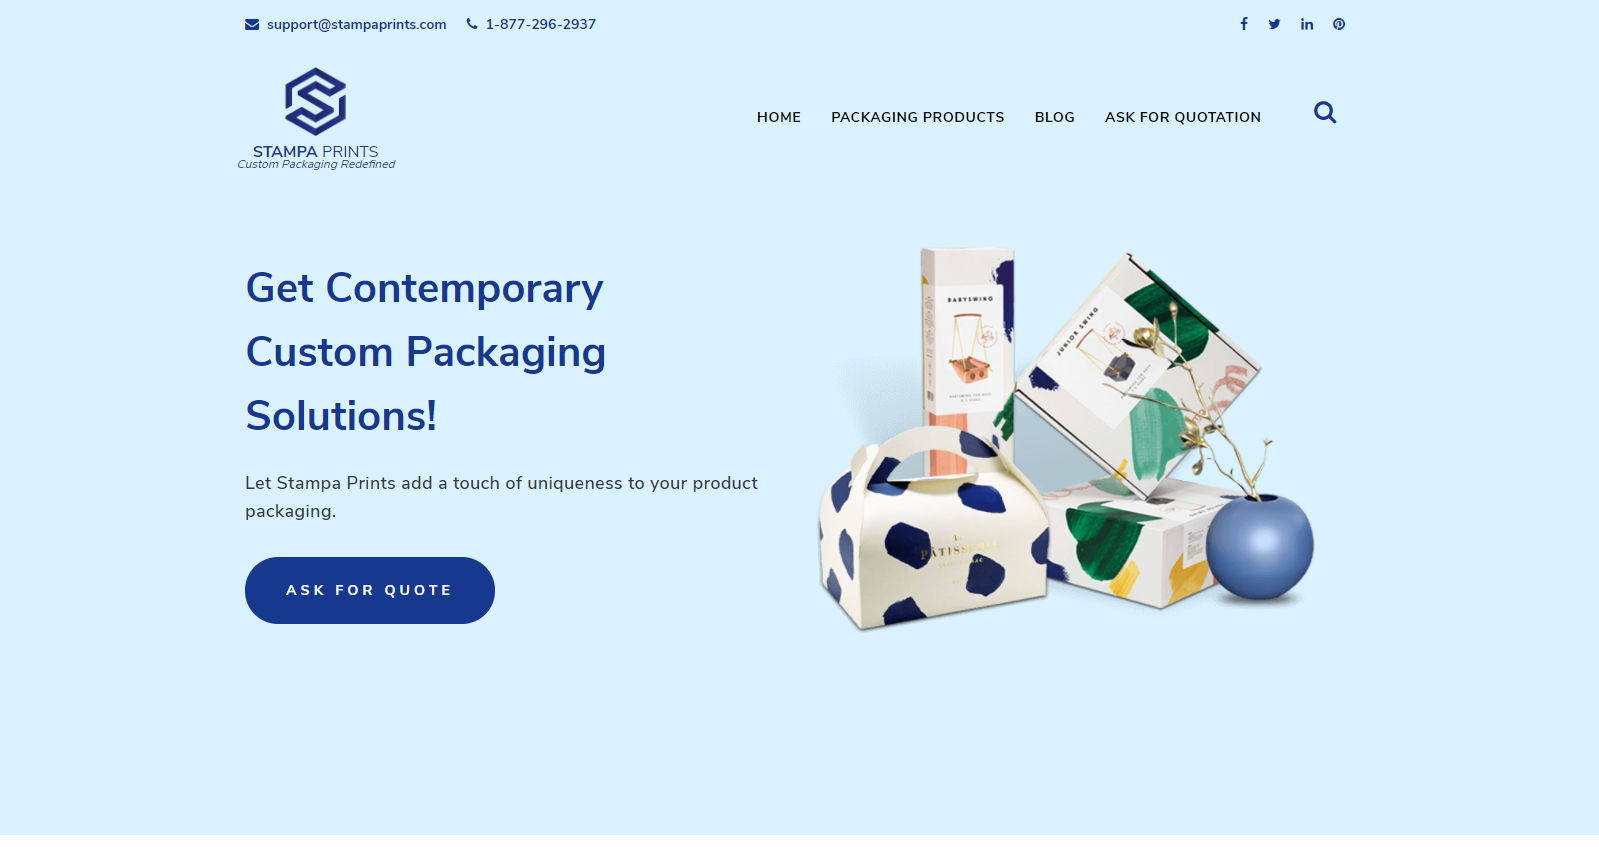 support@stampaprints.com 1-877-296-2937
STAMPA PRINTS
Custom Packaging Redefined
HOME PACKAGING PRODUCTS BLOG ASK FOR QUOTATION
Get Contemporary
Custom Packaging
Solutions!
Let Stampa Prints add a touch of uniqueness to your product
packaging.
ASK FOR QUOTE
BABYSWING
JUNIOR SWING